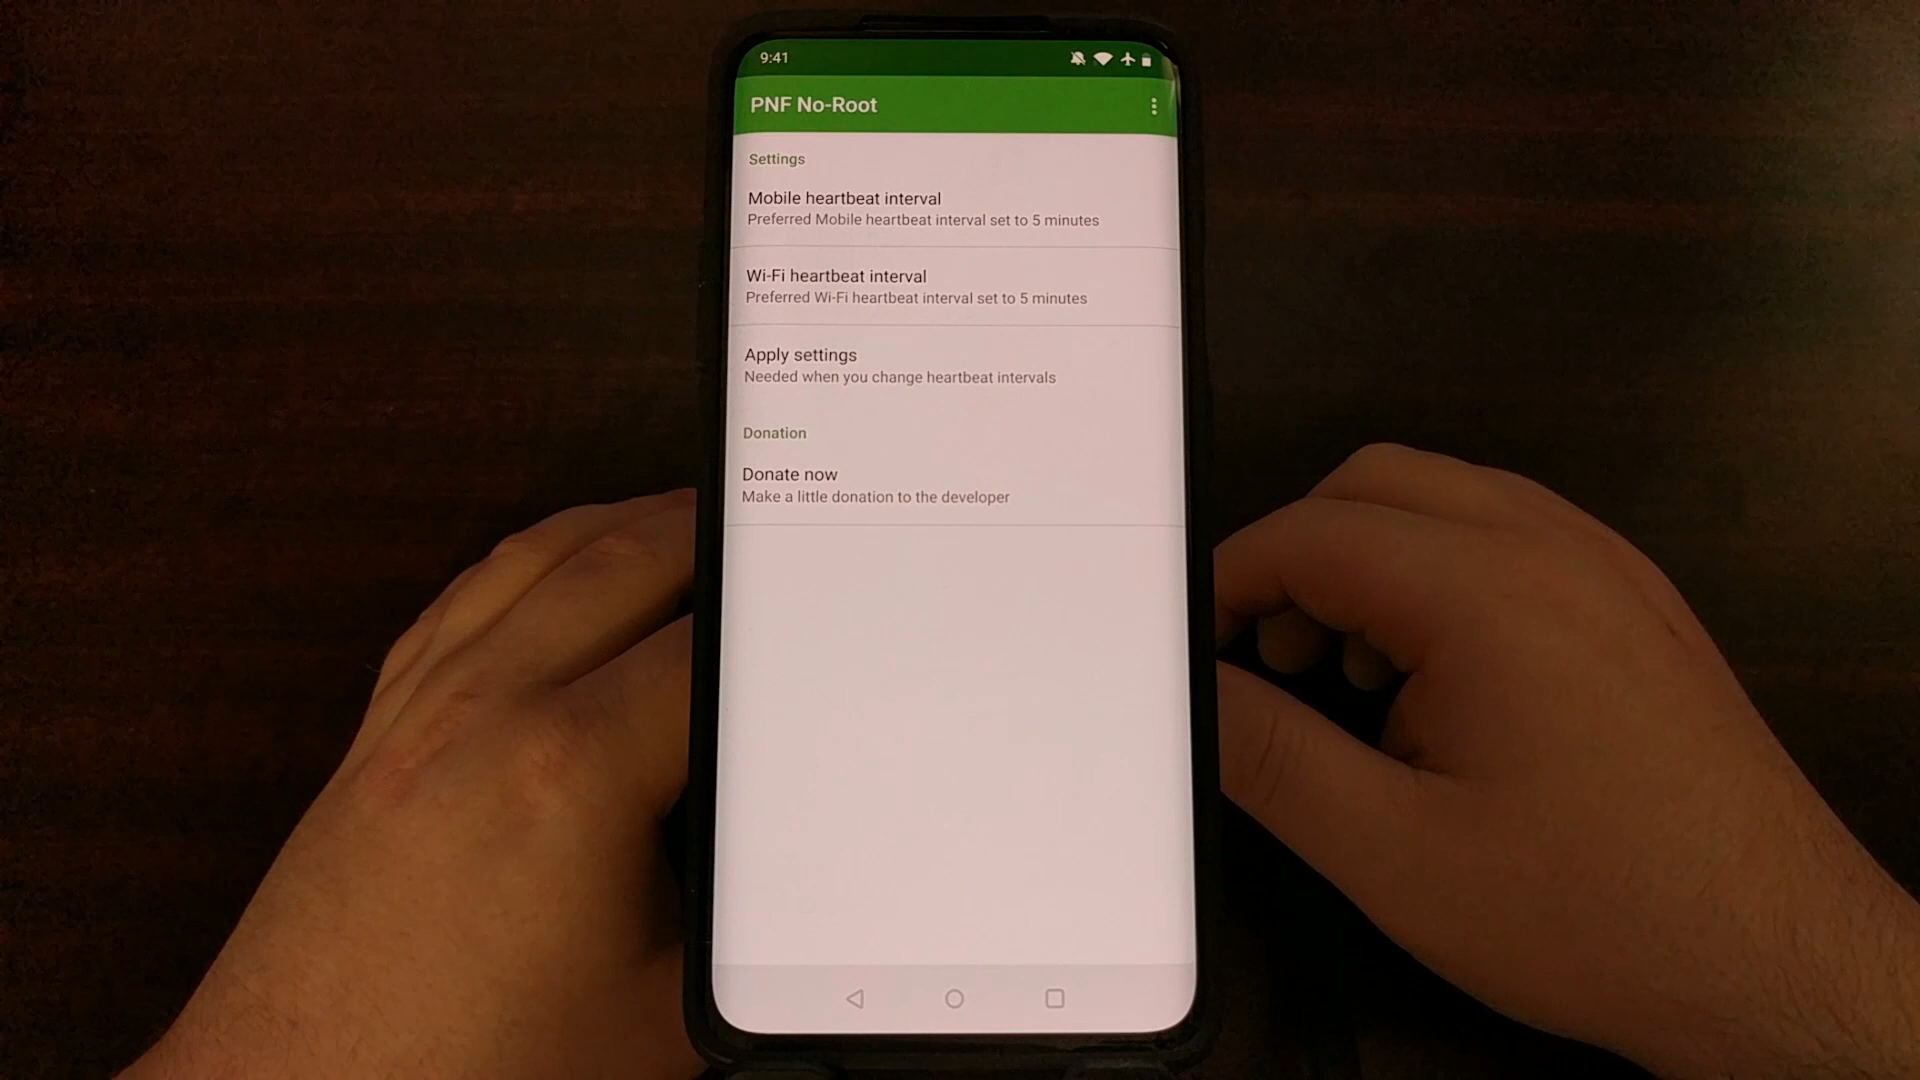 9:41
PNF No-Root
Settings
Mobile heartbeat interval
Preferred Mobile heartbeat interval set to 5 minutes
Wi-Fi heartbeat interval
Preferred Wi-Fi heartbeat interval set to 5 minutes
Apply settings
Needed when you change heartbeat intervals
Donation
Donate now
Make a little donation to the developer